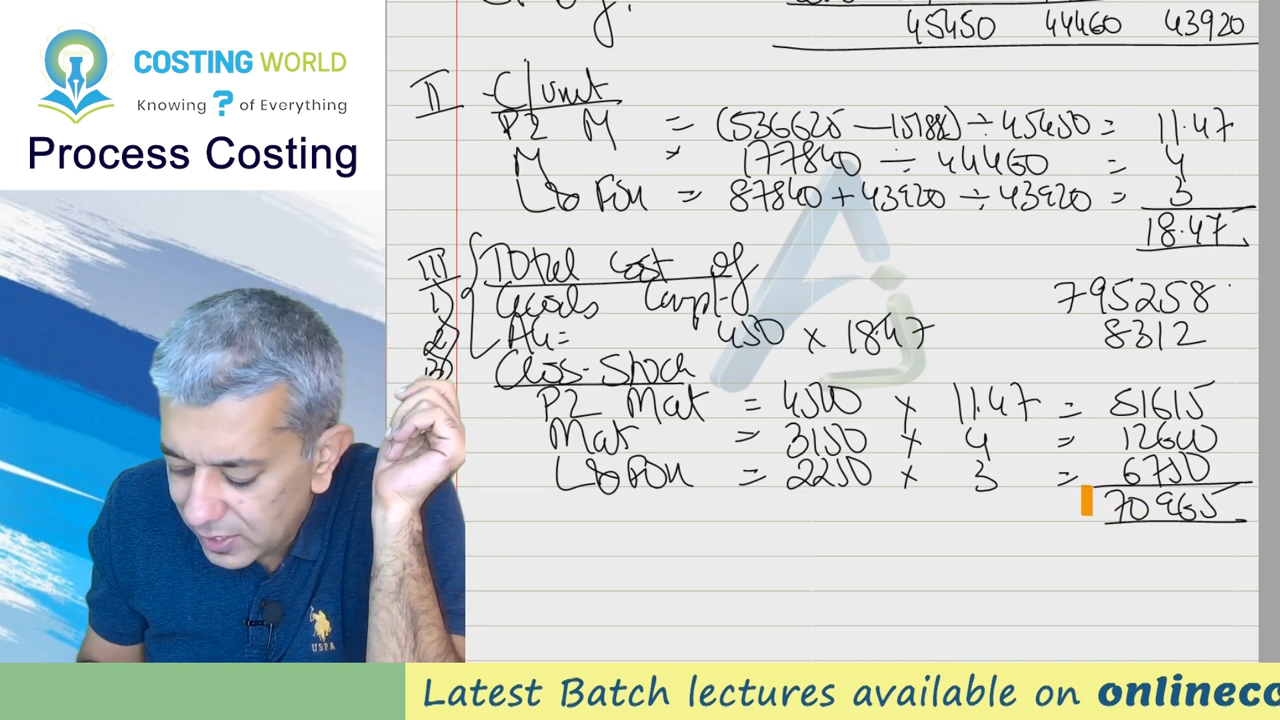 COSTING WORLD
Knowing ? of Everything
Process Costing
45450 44460 43920
II C/unit
P2 M = (536625 — 15188) ÷ 45450 = 11.47
M = 177840 ÷ 44460 = 4
L & FOH = 87840 + 43920 ÷ 43920 = 3
18.47
III Total Cost of
1) Goods Compl. 795258
2) AG = 450 × 18.47 8312
3) Clos. Stock
P2 Mat = 4500 × 11.47 = 51615
Mat = 3150 × 4 = 12600
L & FOH = 2250 × 3 = 6750
70965
USPA
Latest Batch lectures available on onlineco